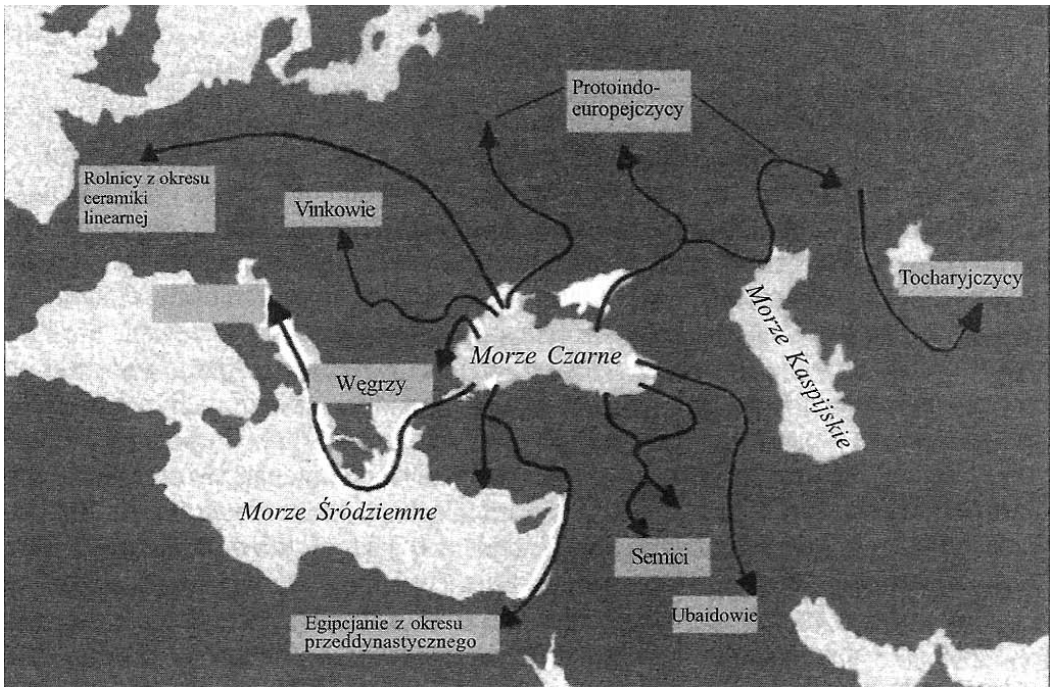 Protoindo-
europejczycy
Rolnicy z okresu
ceramiki
linearnej
Vinkowie
Tocharyjczycy
Morze Czarne
Morze Kaspijskie
Węgrzy
Morze Śródziemne
Semici
Ubaidowie
Egipcjanie z okresu
przeddynastycznego